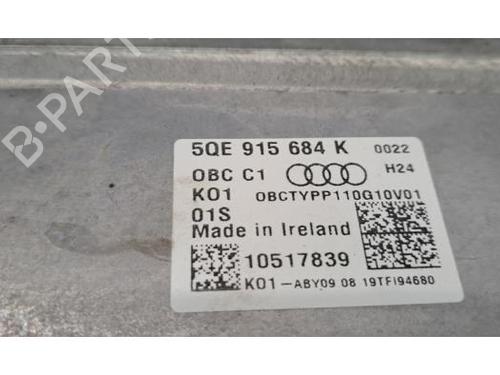 5QE 915 684 K 0022
OBC C1 H24
K01 OBCTYPP110G10V01
01S
Made in Ireland
10517839
K01-ABY09 08 19TFI94680
B-PARTS